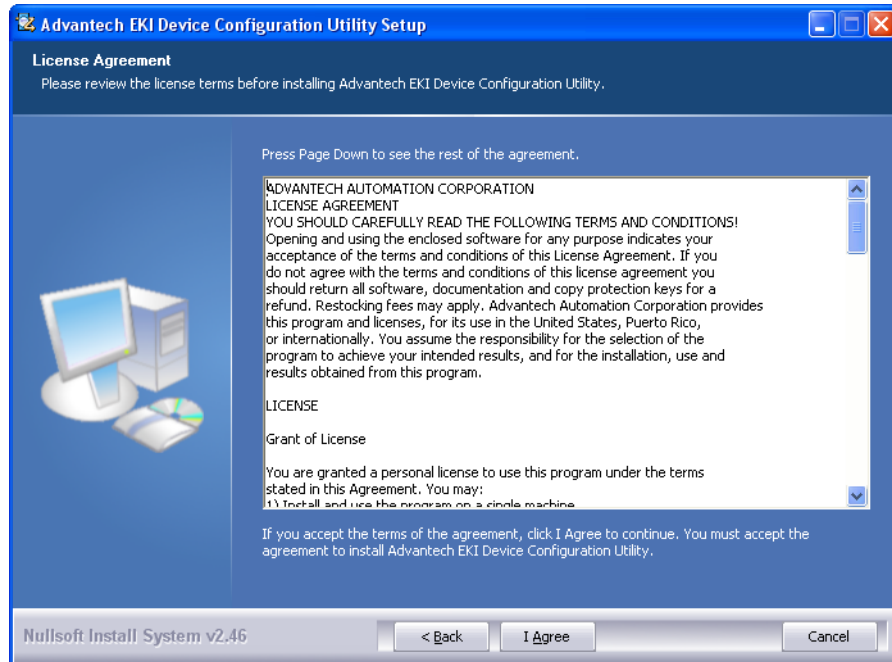 Advantech EKI Device Configuration Utility Setup
License Agreement
Please review the license terms before installing Advantech EKI Device Configuration Utility.
Press Page Down to see the rest of the agreement.
ADVANTECH AUTOMATION CORPORATION
LICENSE AGREEMENT
YOU SHOULD CAREFULLY READ THE FOLLOWING TERMS AND CONDITIONS!
Opening and using the enclosed software for any purpose indicates your
acceptance of the terms and conditions of this License Agreement. If you
do not agree with the terms and conditions of this license agreement you
should return all software, documentation and copy protection keys for a
refund. Restocking fees may apply. Advantech Automation Corporation provides
this program and licenses, for its use in the United States, Puerto Rico,
or internationally. You assume the responsibility for the selection of the
program to achieve your intended results, and for the installation, use and
results obtained from this program.
LICENSE
Grant of License
You are granted a personal license to use this program under the terms
stated in this Agreement. You may:
1) Install and use the program on a single machine
If you accept the terms of the agreement, click I Agree to continue. You must accept the
agreement to install Advantech EKI Device Configuration Utility.
Nullsoft Install System v2.46
< Back
I Agree
Cancel